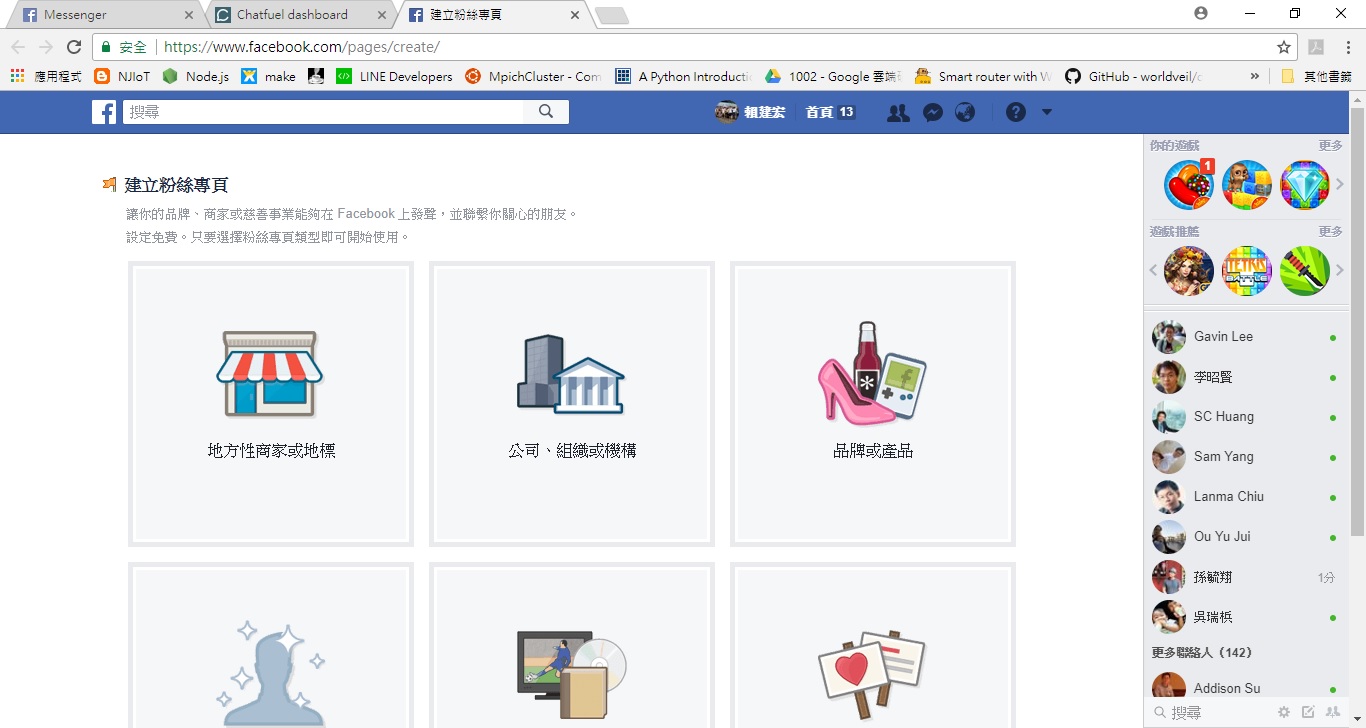 Messenger
Chatfuel dashboard
建立粉絲專頁
安全
https://www.facebook.com/pages/create/
應用程式
NJIoT
Node.js
make
LINE Developers
MpichCluster - Com
A Python Introducti
1002 - Google 雲端
Smart router with W
GitHub - worldveil/d
»
其他書籤
搜尋
賴建宏
首頁 13
建立粉絲專頁
讓你的品牌、商家或慈善事業能夠在 Facebook 上發聲，並聯繫你關心的朋友。
設定免費。只要選擇粉絲專頁類型即可開始使用。
地方性商家或地標
公司、組織或機構
品牌或產品
你的遊戲
更多
1
遊戲推薦
更多
TETRIS
BATTLE
Gavin Lee
李昭賢
SC Huang
Sam Yang
Lanma Chiu
Ou Yu Jui
孫毓翔
1分
吳瑞
更多聯絡人（142）
Addison Su
搜尋